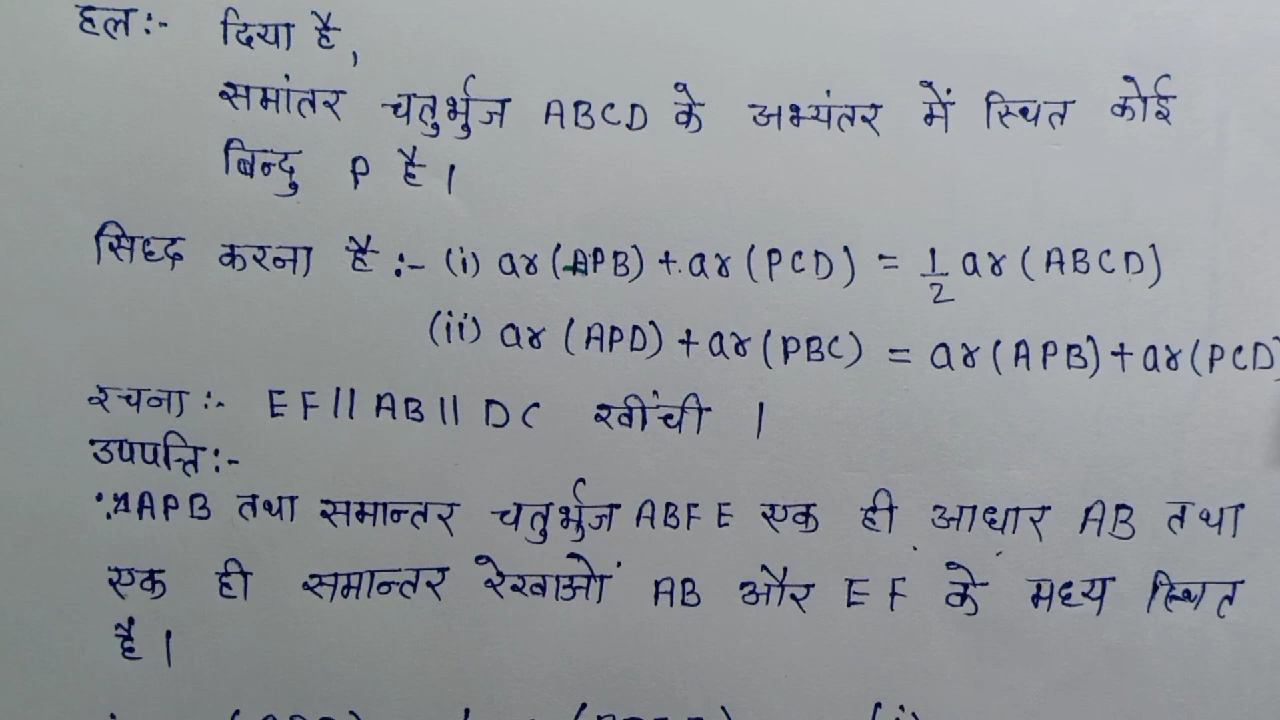 हल:- दिया है,
समांतर चतुर्भुज ABCD के अभ्यंतर में स्थित कोई
बिन्दु P है।
सिध्द करना है:- (i) ar(APB) + ar(PCD) = 1/2 ar(ABCD)
(ii) ar(APD) + ar(PBC) = ar(APB) + ar(PCD)
रचना:- EF || AB || DC खींची ।
उपपत्ति:-
∵ΔAPB तथा समान्तर चतुर्भुज ABFE एक ही आधार AB तथा
एक ही समान्तर रेखाओं AB और EF के मध्य स्थित
है।